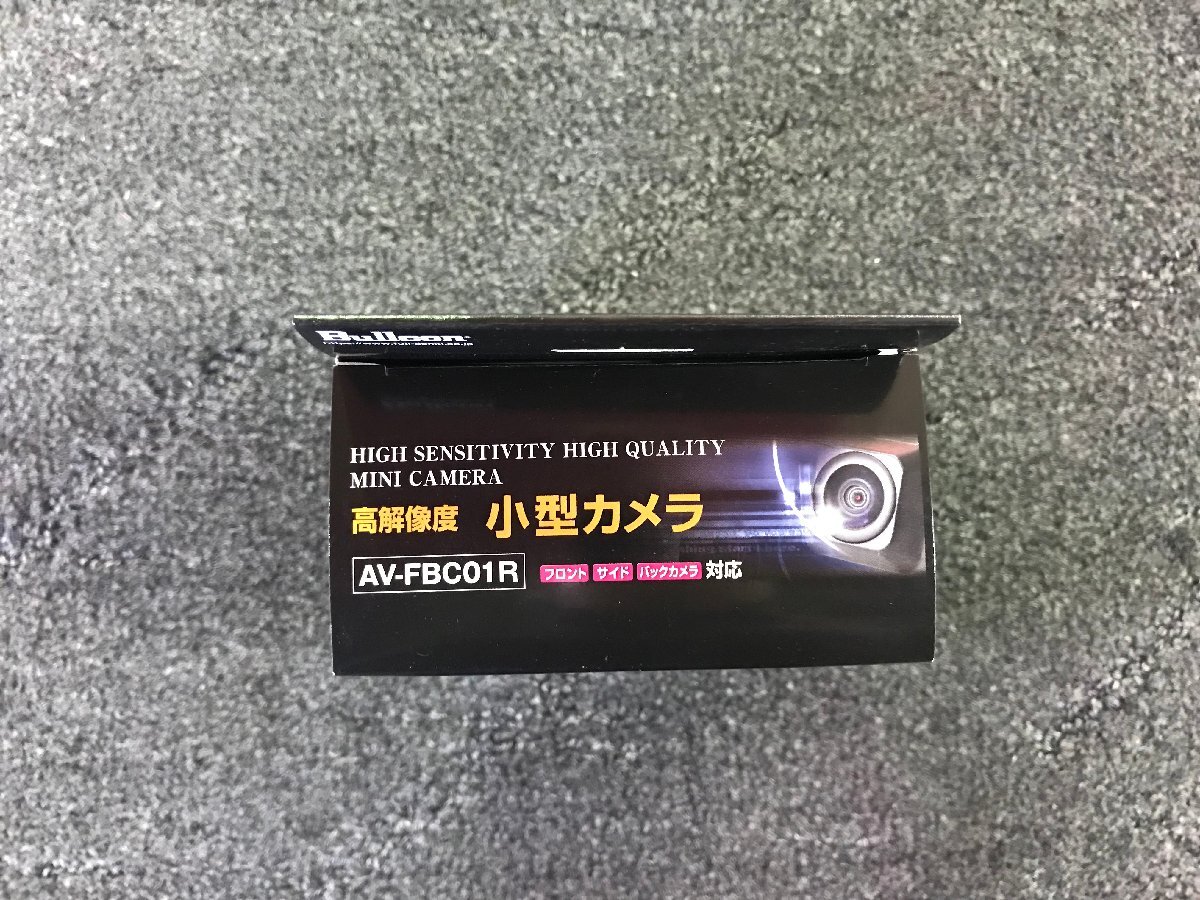 Bullcon
HIGH SENSITIVITY HIGH QUALITY
MINI CAMERA
高解像度 小型カメラ
AV-FBC01R フロント サイド バックカメラ 対応